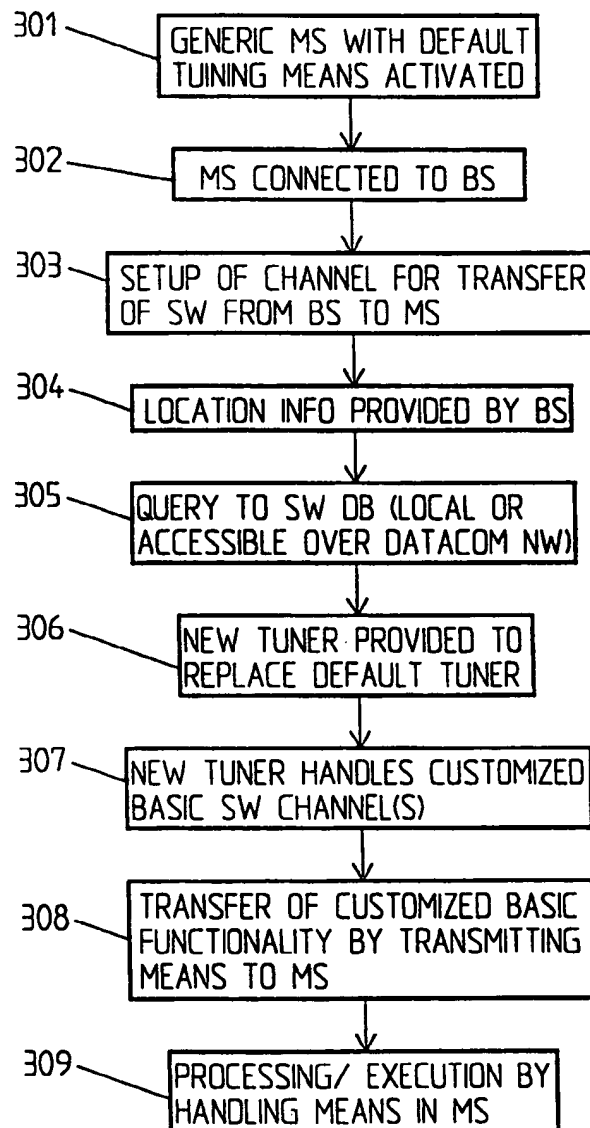 301
GENERIC MS WITH DEFAULT
TUINING MEANS ACTIVATED
302
MS CONNECTED TO BS
303
SETUP OF CHANNEL FOR TRANSFER
OF SW FROM BS TO MS
304
LOCATION INFO PROVIDED BY BS
305
QUERY TO SW DB (LOCAL OR
ACCESSIBLE OVER DATACOM NW)
306
NEW TUNER PROVIDED TO
REPLACE DEFAULT TUNER
307
NEW TUNER HANDLES CUSTOMIZED
BASIC SW CHANNEL(S)
308
TRANSFER OF CUSTOMIZED BASIC
FUNCTIONALITY BY TRANSMITTING
MEANS TO MS
309
PROCESSING/ EXECUTION BY
HANDLING MEANS IN MS